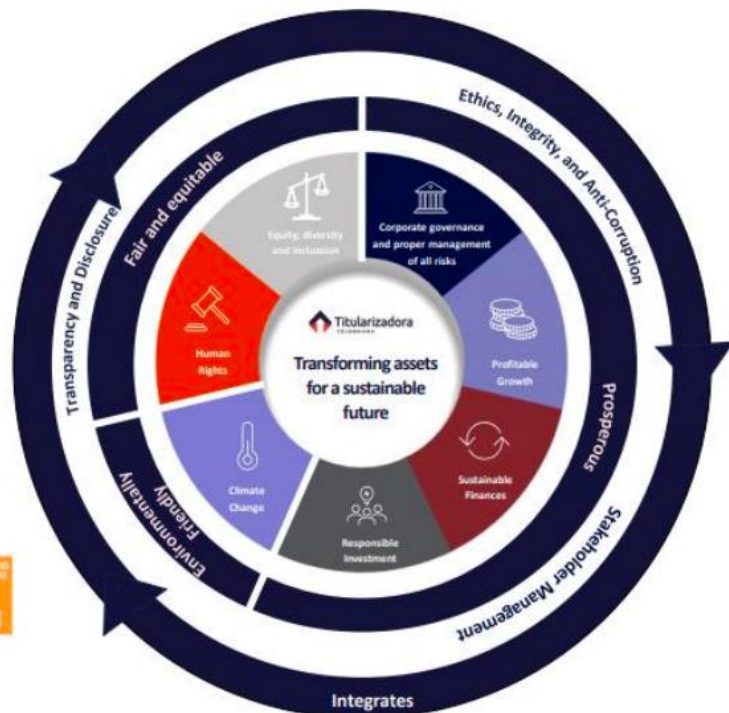 Ethics, Integrity, and Anti-Corruption
Fair and equitable
Transparency and Disclosure
Equity, diversity
and inclusion
Corporate governance
and proper management
of all risks
Human
Rights
Titularizadora
COLOMBIANA
Transforming assets
for a sustainable
future
Profitable
Growth
Prosperous
Climate
Change
Sustainable
Finances
Responsible
Investment
Environmentally
Friendly
Stakeholder Management
Integrates